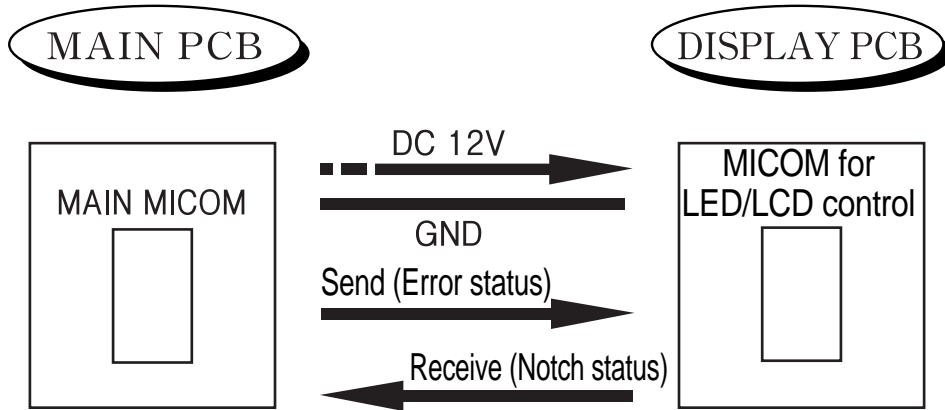 MAIN PCB
DISPLAY PCB
MAIN MICOM
DC 12V
GND
Send (Error status)
Receive (Notch status)
MICOM for
LED/LCD control